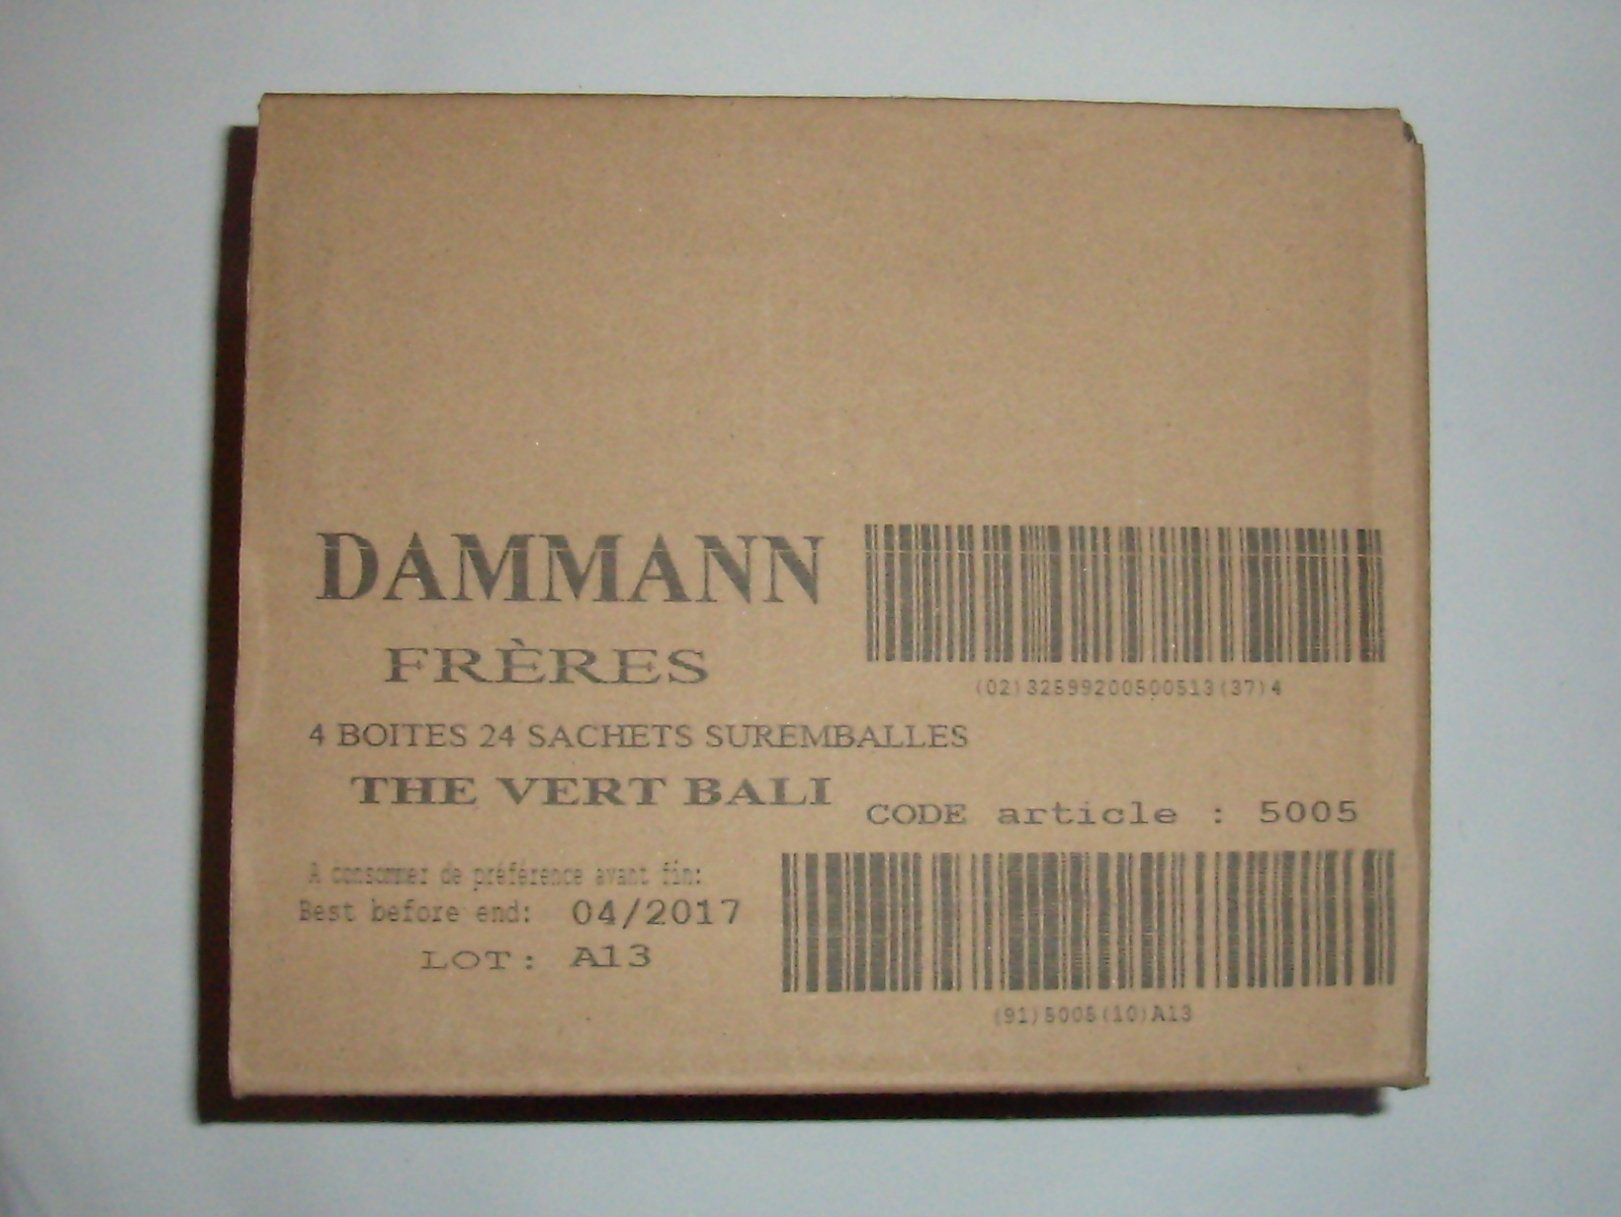 DAMMANN
FRÈRES
(02)32599200500513(37)4
4 BOITES 24 SACHETS SUREMBALLES
THE VERT BALI
CODE article : 5005
A consommer de préférence avant fin:
Best before end: 04/2017
LOT: A13
(91)5005(10)A13